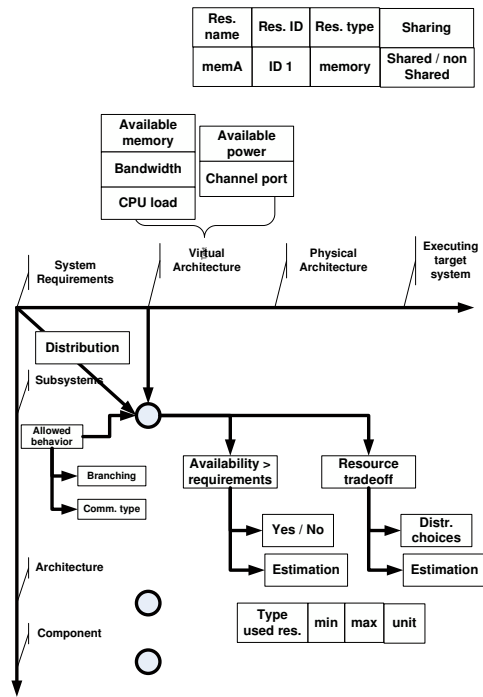 Res. name
Res. ID
Res. type
Sharing
memA
ID 1
memory
Shared / non Shared
Available memory
Bandwidth
CPU load
Available power
Channel port
System Requirements
Virtual Architecture
Physical Architecture
Executing target system
Distribution
Subsystems
Allowed behavior
Branching
Comm. type
Availability > requirements
Resource tradeoff
Yes / No
Estimation
Distr. choices
Estimation
Architecture
Component
Type used res.
min
max
unit